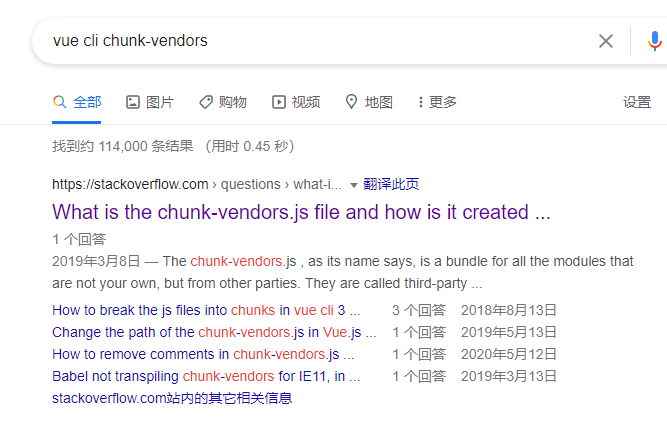 vue cli chunk-vendors
全部 图片 购物 视频 地图 更多 设置
找到约 114,000 条结果 （用时 0.45 秒）
https://stackoverflow.com › questions › what-i... 翻译此页
What is the chunk-vendors.js file and how is it created ...
1 个回答
2019年3月8日 — The chunk-vendors.js , as its name says, is a bundle for all the modules that
are not your own, but from other parties. They are called third-party ...
How to break the js files into chunks in vue cli 3 ... 3 个回答 2018年8月13日
Change the path of the chunk-vendors.js in Vue.js ... 1 个回答 2019年5月13日
How to remove comments in chunk-vendors.js ... 1 个回答 2020年5月12日
Babel not transpiling chunk-vendors for IE11, in ... 1 个回答 2019年3月13日
stackoverflow.com站内的其它相关信息